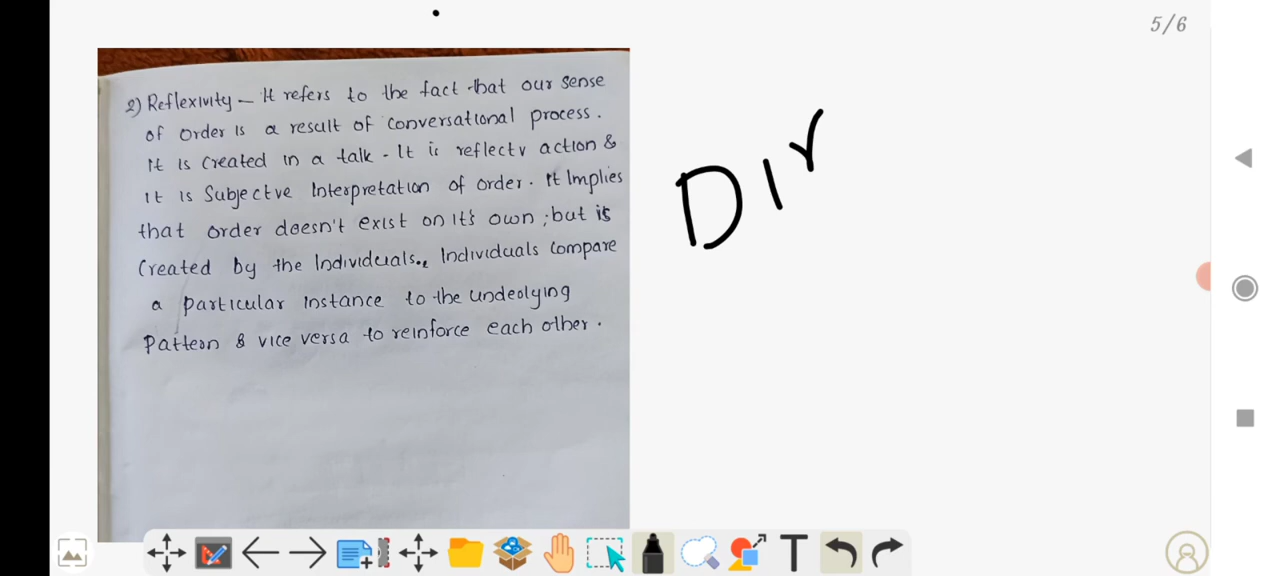 5/6
2) Reflexivity - It refers to the fact that our sense
of order is a result of conversational process.
It is created in a talk - It is reflectv action &
it is Subjectve Interpretation of order. It Implies
that order doesn't exist on it's own ; but is
Created by the Individuals.. Individuals compare
a particular instance to the undeolying
Patteon & vice versa to reinforce each other.
DIr
T